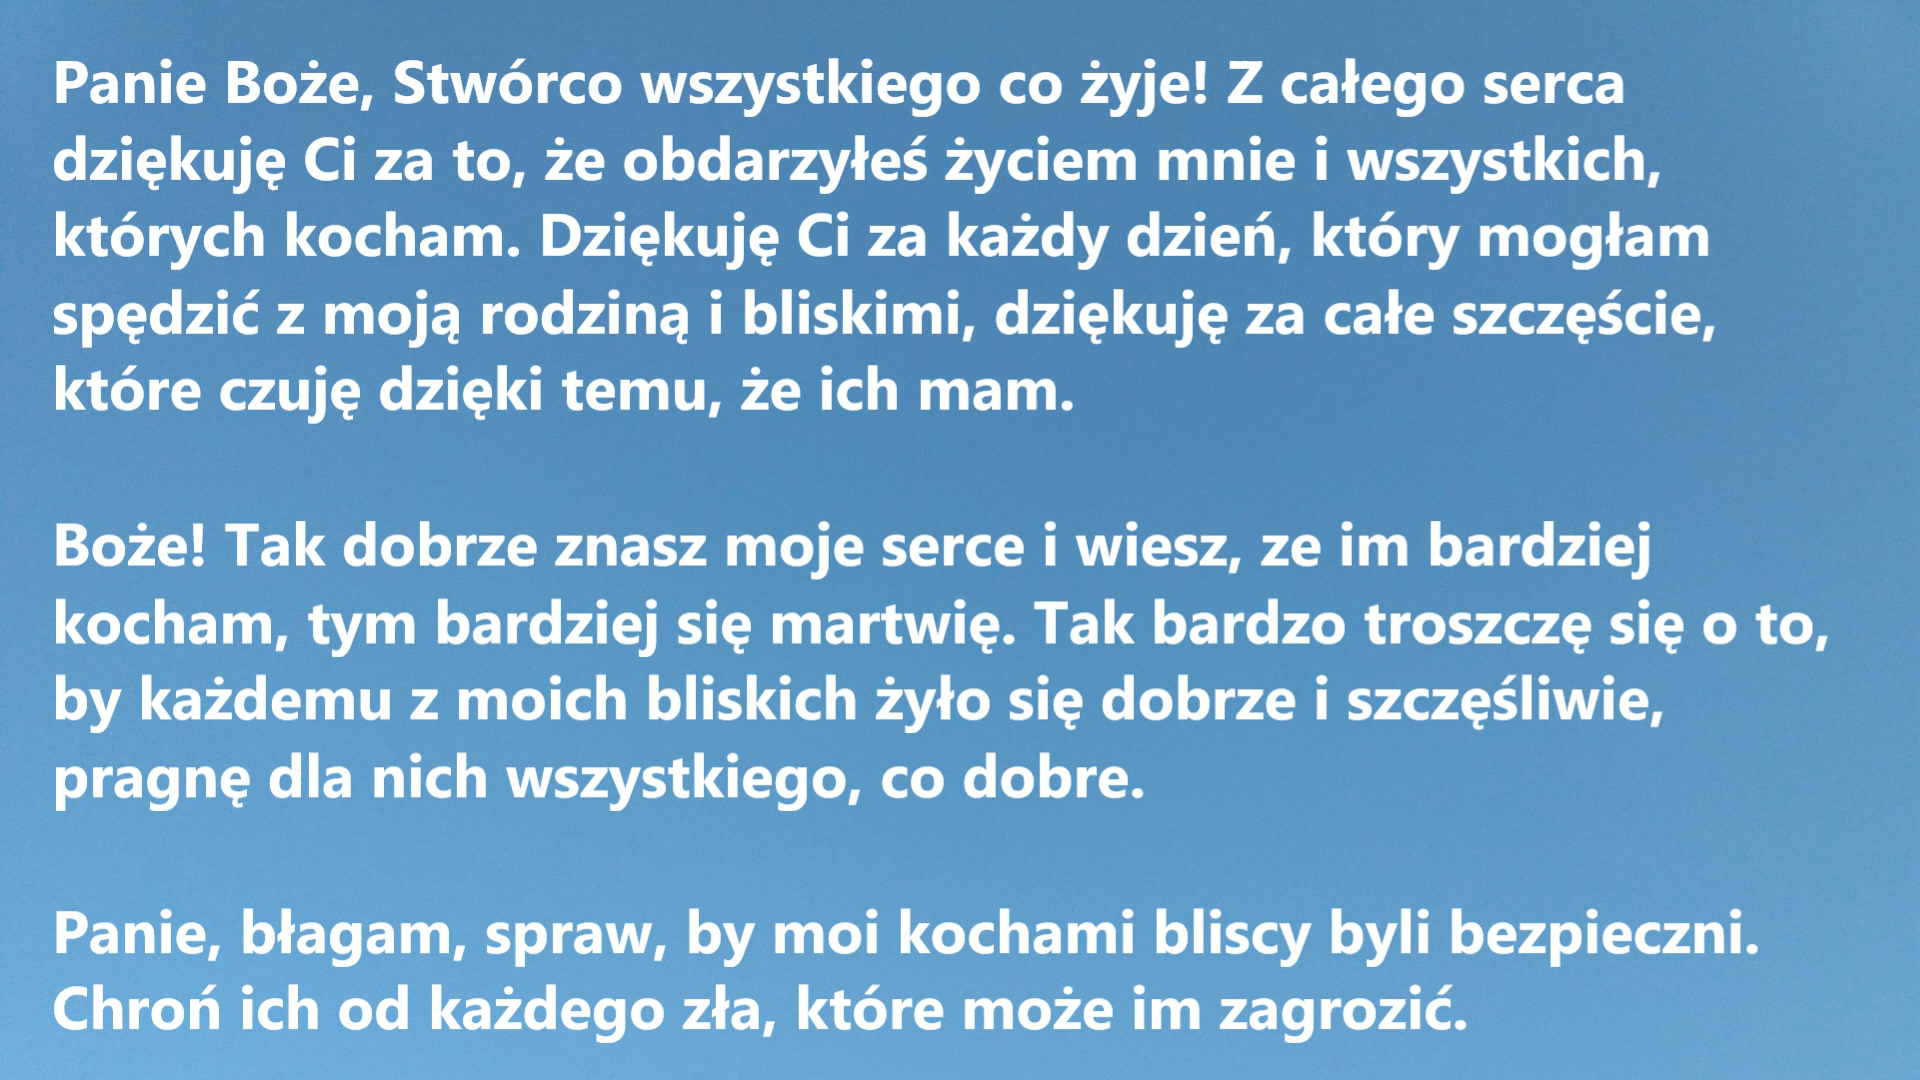 Panie Boże, Stwórco wszystkiego co żyje! Z całego serca
dziękuję Ci za to, że obdarzyłeś życiem mnie i wszystkich,
których kocham. Dziękuję Ci za każdy dzień, który mogłam
spędzić z moją rodziną i bliskimi, dziękuję za całe szczęście,
które czuję dzięki temu, że ich mam.
Boże! Tak dobrze znasz moje serce i wiesz, ze im bardziej
kocham, tym bardziej się martwię. Tak bardzo troszczę się o to,
by każdemu z moich bliskich żyło się dobrze i szczęśliwie,
pragnę dla nich wszystkiego, co dobre.
Panie, błagam, spraw, by moi kochami bliscy byli bezpieczni.
Chroń ich od każdego zła, które może im zagrozić.